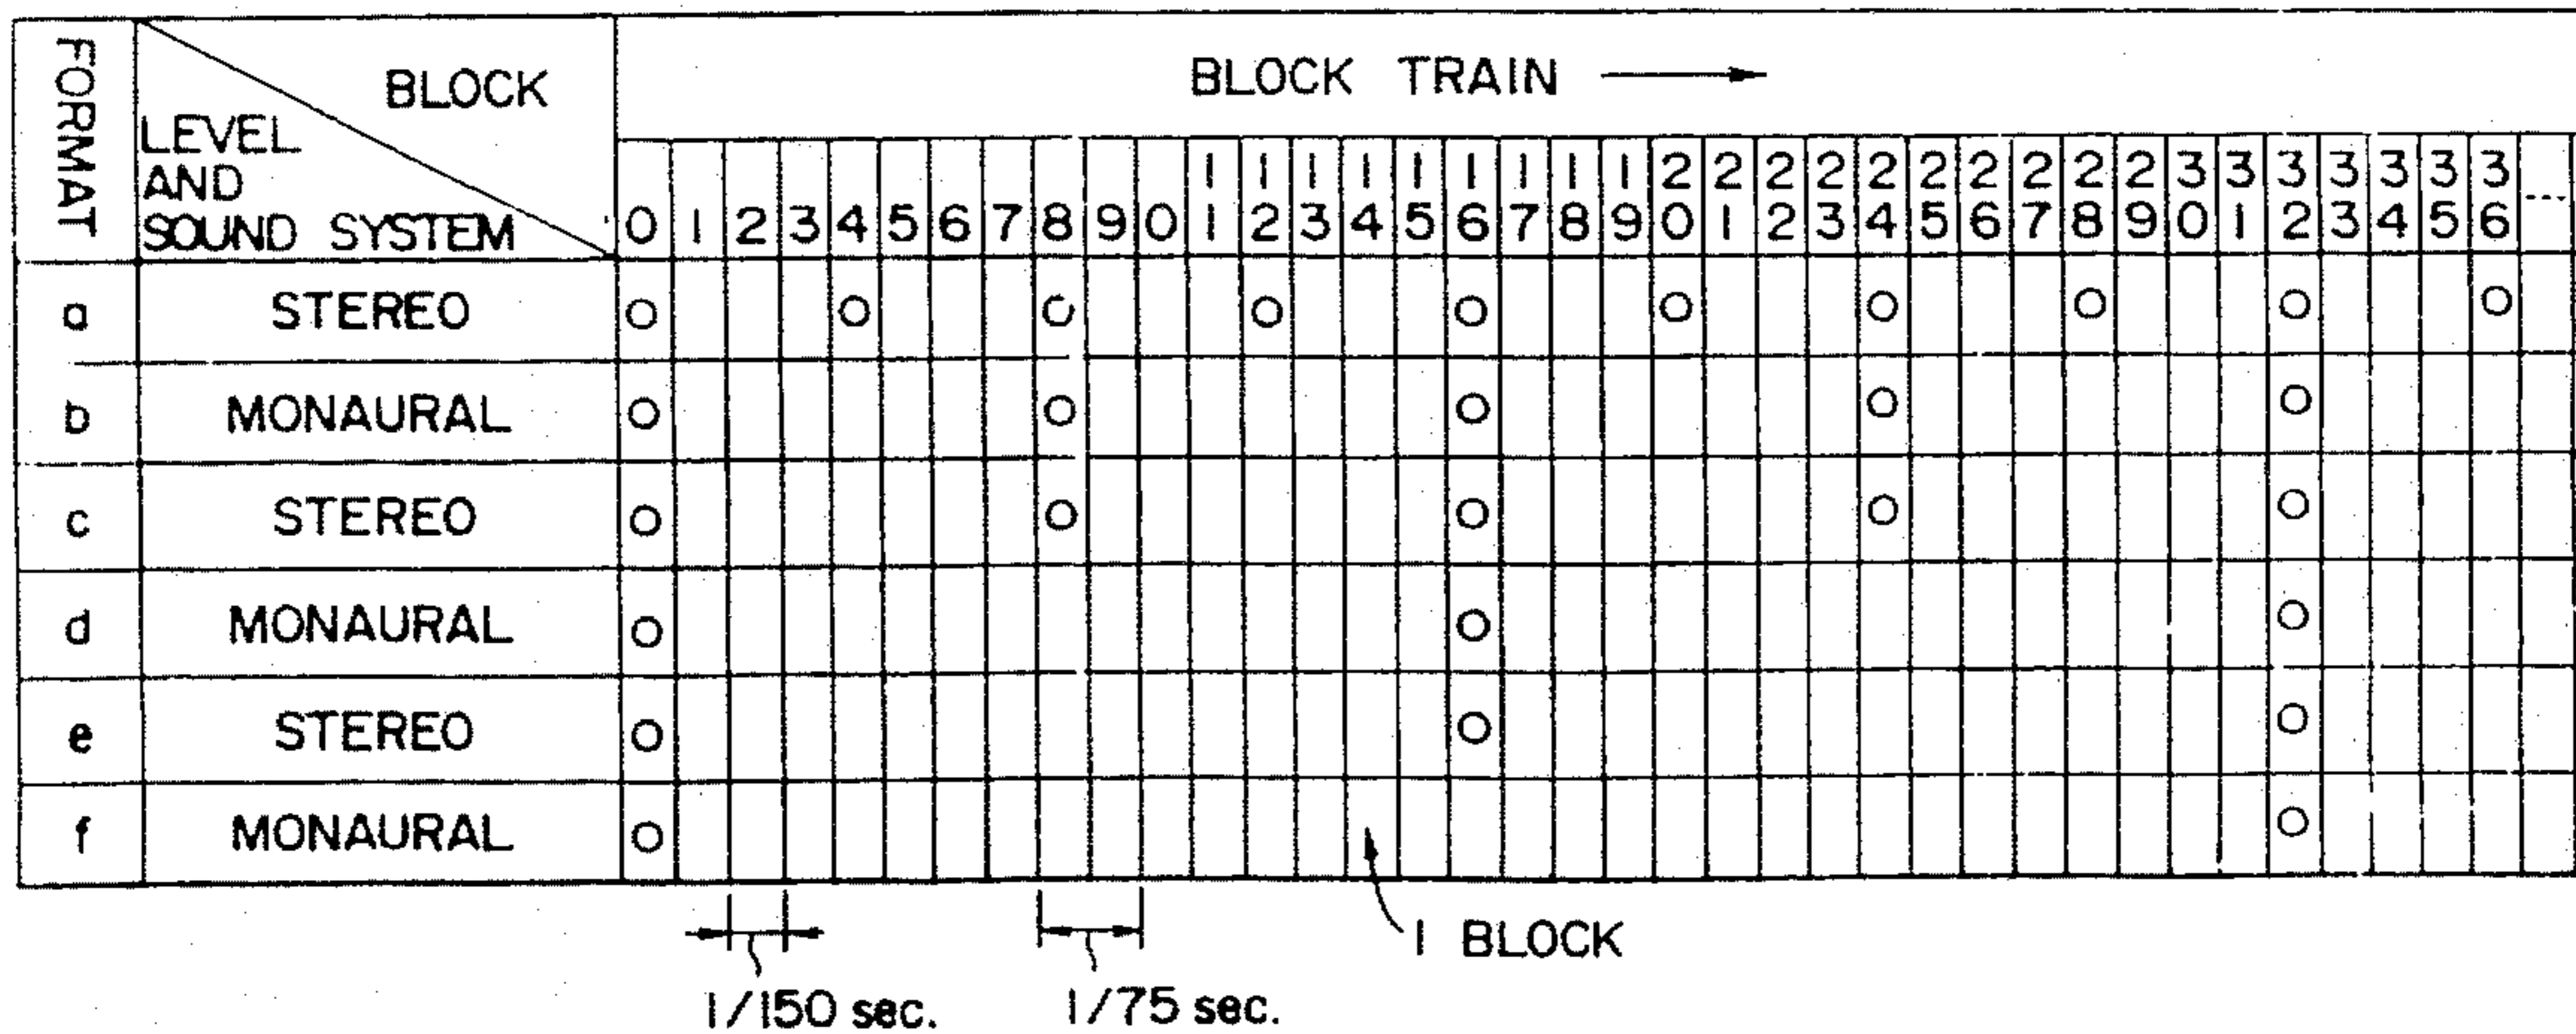 FORMAT
BLOCK
LEVEL
AND
SOUND SYSTEM
BLOCK TRAIN
0 1 2 3 4 5 6 7 8 9 0 11 12 13 14 15 16 17 18 19 20 21 22 23 24 25 26 27 28 29 30 31 32 33 34 35 36 ...
a STEREO O O O O O O O O O O
b MONAURAL O O O O O
c STEREO O O O O O
d MONAURAL O O O
e STEREO O O O
f MONAURAL O O
1 BLOCK
1/150 sec. 1/75 sec.